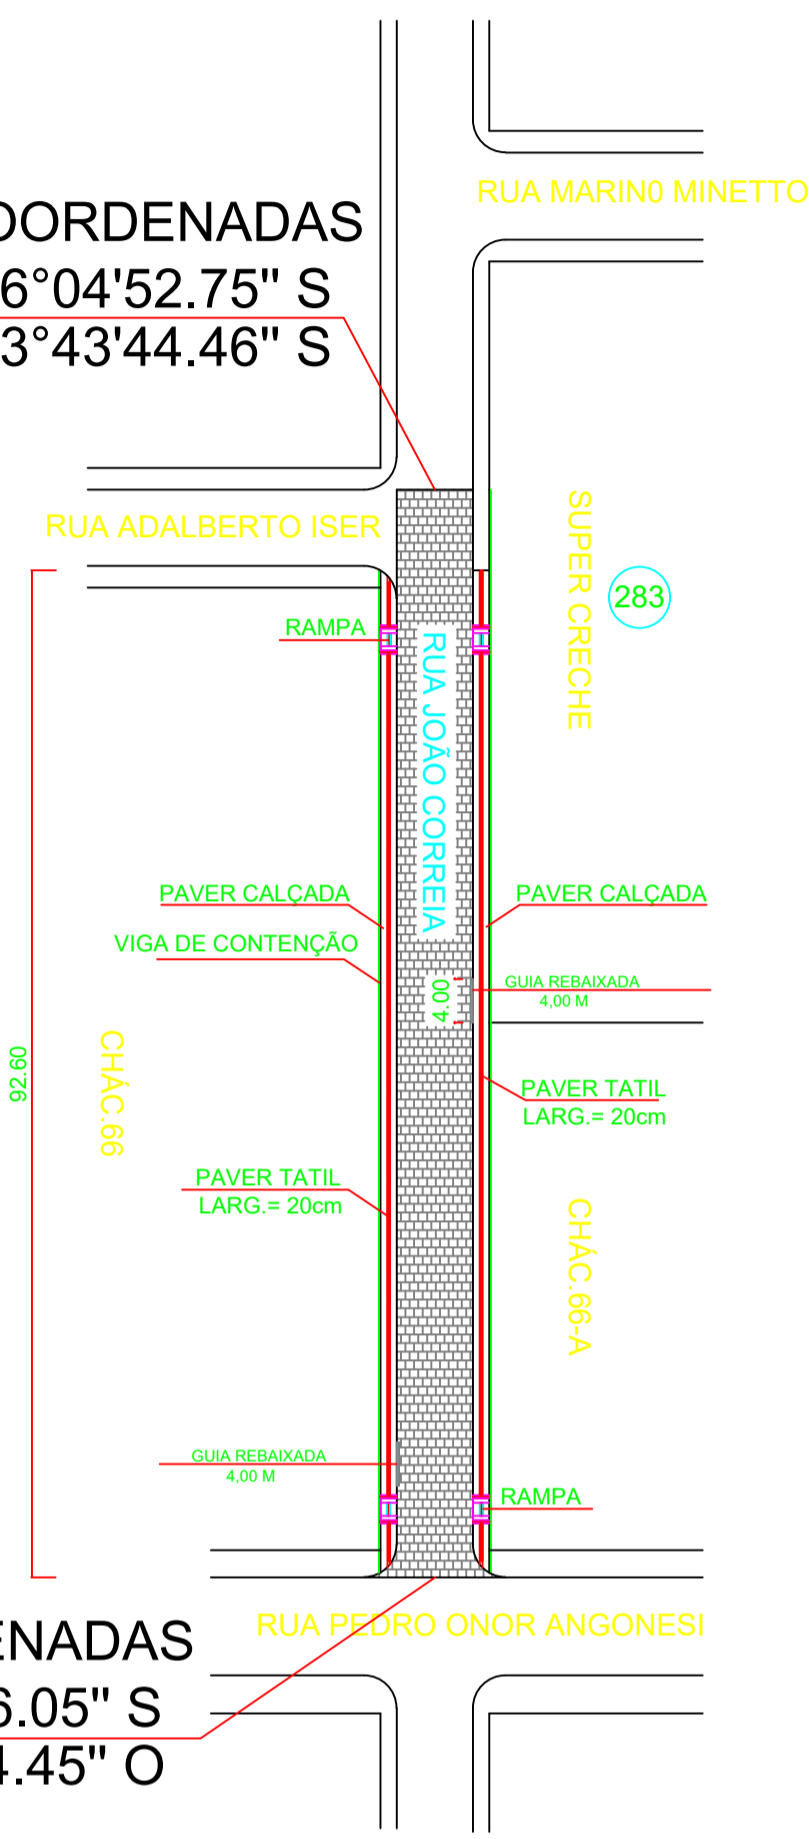 RUA MARIN0 MINETTO
OORDENADAS
6°04'52.75" S
3°43'44.46" S
RUA ADALBERTO ISER
SUPER CRECHE
283
RAMPA
RUA JOÃO CORREIA
PAVER CALÇADA
PAVER CALÇADA
VIGA DE CONTENÇÃO
GUIA REBAIXADA
4,00 M
4.00
92.60
CHÁC.66
PAVER TATIL
LARG.= 20cm
PAVER TATIL
LARG.= 20cm
CHÁC.66-A
GUIA REBAIXADA
4,00 M
RAMPA
RUA PEDRO ONOR ANGONESI
ENADAS
6.05" S
4.45" O